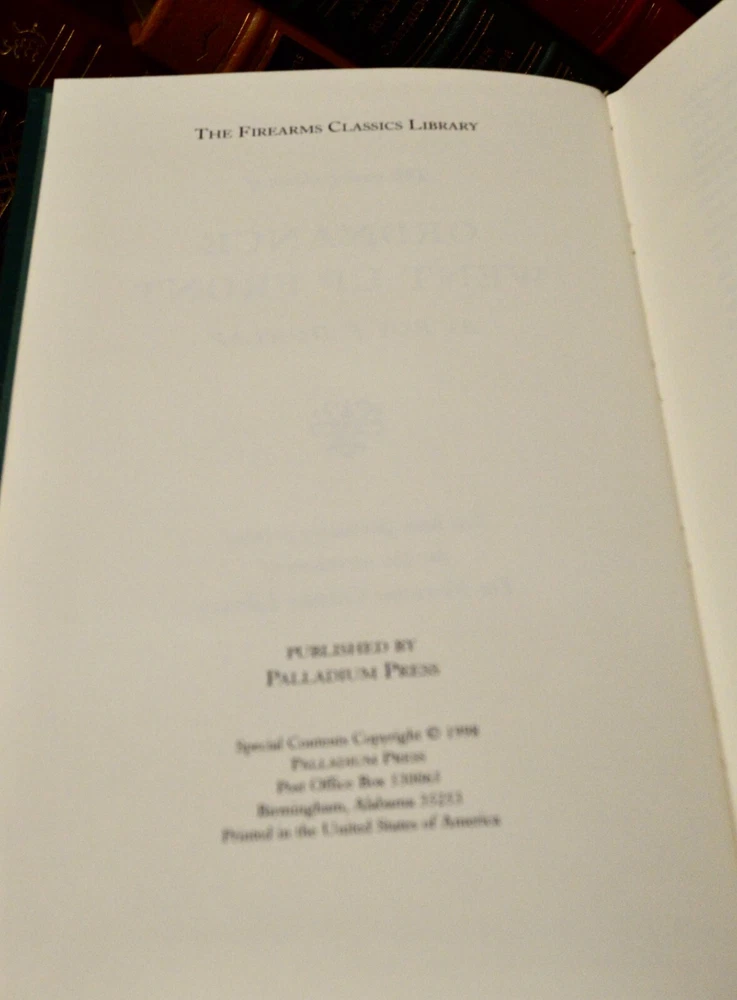 THE FIREARMS CLASSICS LIBRARY
PUBLISHED BY
PALLADIUM PRESS
Special Contents Copyright © 1998
PALLADIUM PRESS
Post Office Box
Birmingham, Alabama
Printed in the United States of America